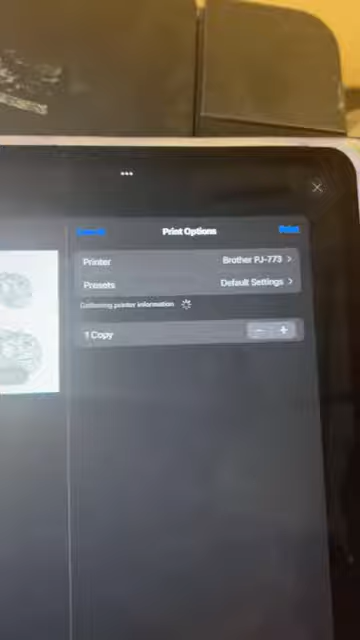 Print Options
Print
Printer
Brother PJ-773
Presets
Default Settings
Gathering printer information
1 Copy